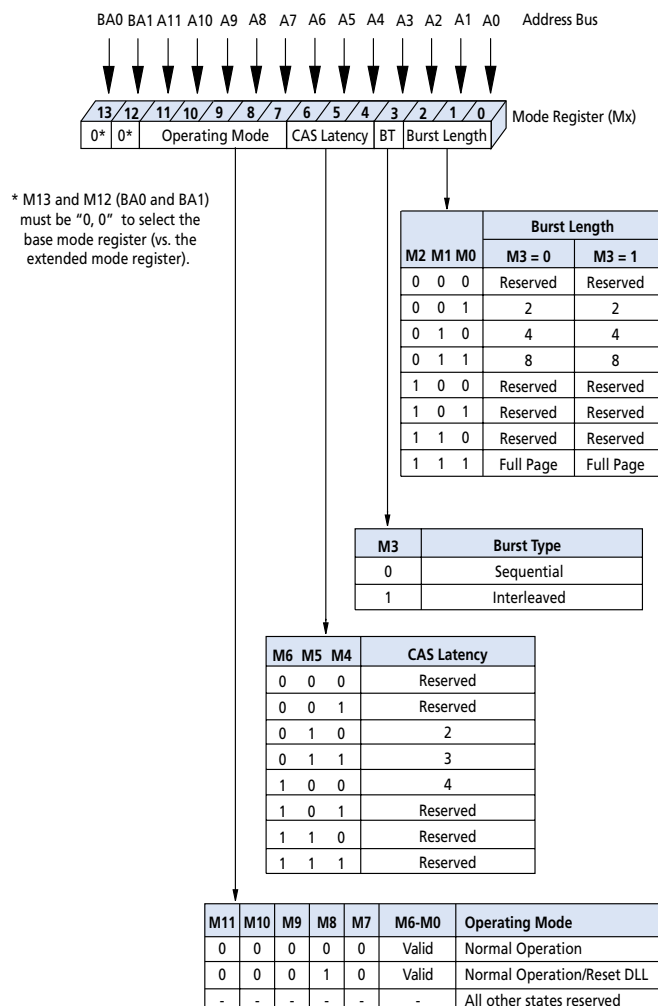 BA0 BA1 A11 A10 A9 A8 A7 A6 A5 A4 A3 A2 A1 A0 Address Bus
13 12 11 10 9 8 7 6 5 4 3 2 1 0 Mode Register (Mx)
0* 0* Operating Mode CAS Latency BT Burst Length
* M13 and M12 (BA0 and BA1)
must be “0, 0” to select the
base mode register (vs. the
extended mode register).
Burst Length
M2 M1 M0 M3 = 0 M3 = 1
0 0 0 Reserved Reserved
0 0 1 2 2
0 1 0 4 4
0 1 1 8 8
1 0 0 Reserved Reserved
1 0 1 Reserved Reserved
1 1 0 Reserved Reserved
1 1 1 Full Page Full Page
M3 Burst Type
0 Sequential
1 Interleaved
M6 M5 M4 CAS Latency
0 0 0 Reserved
0 0 1 Reserved
0 1 0 2
0 1 1 3
1 0 0 4
1 0 1 Reserved
1 1 0 Reserved
1 1 1 Reserved
M11 M10 M9 M8 M7 M6-M0 Operating Mode
0 0 0 0 0 Valid Normal Operation
0 0 0 1 0 Valid Normal Operation/Reset DLL
- - - - - - All other states reserved